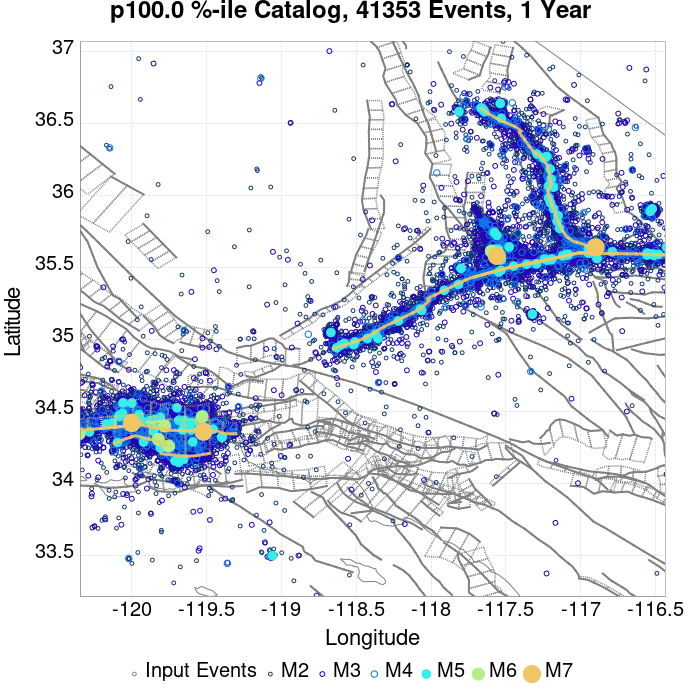 p100.0 %-ile Catalog, 41353 Events, 1 Year
37
36.5
36
35.5
35
34.5
34
33.5
Latitude
-120 -119.5 -119 -118.5 -118 -117.5 -117 -116.5
Longitude
Input Events M2 M3 M4 M5 M6 M7